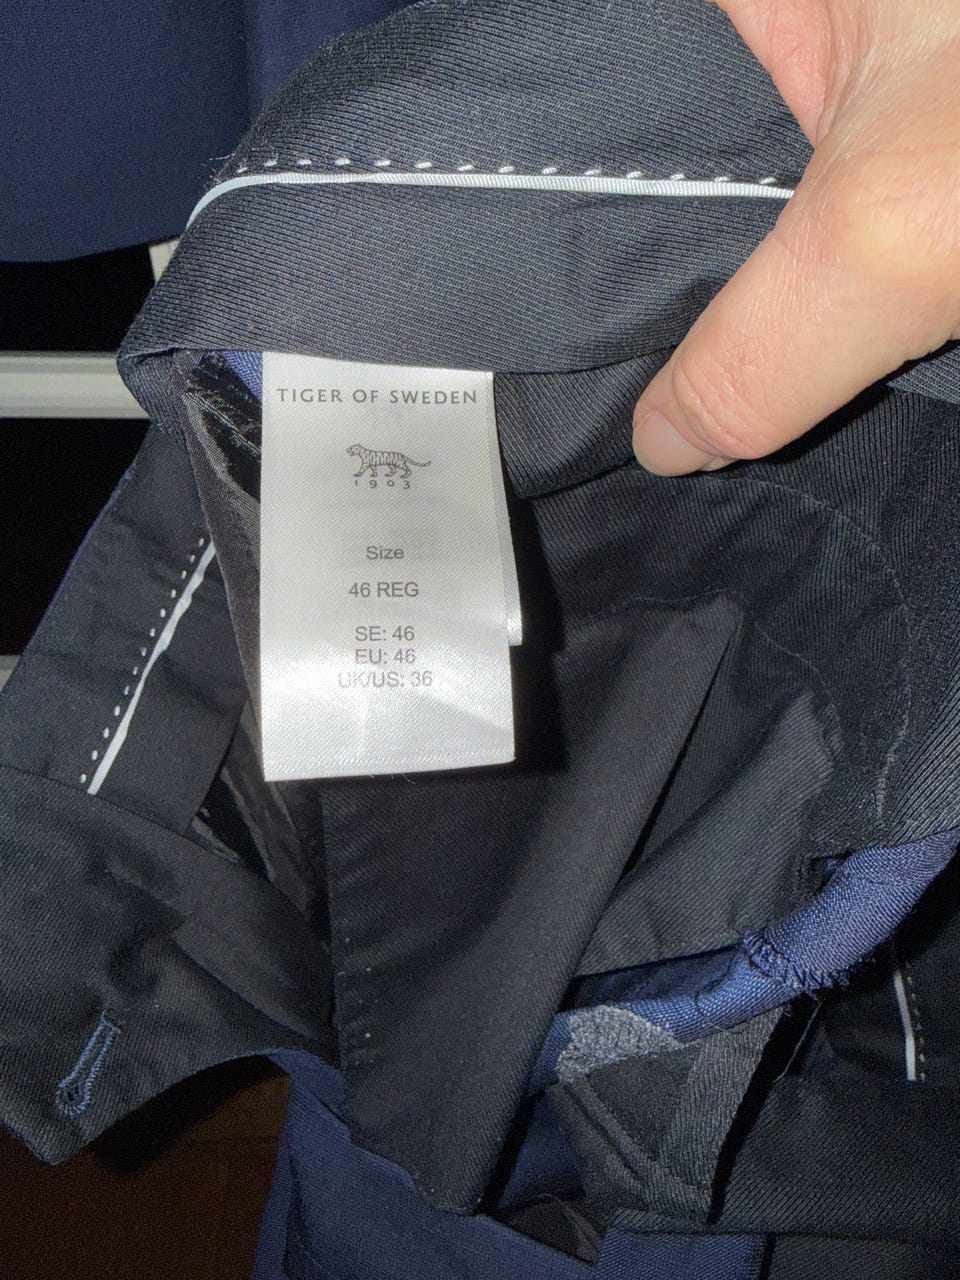 TIGER OF SWEDEN
1903
Size
46 REG
SE: 46
EU: 46
UK/US: 36